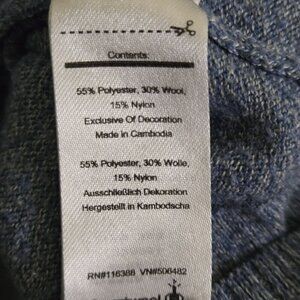 Contents:
55% Polyester, 30% Wool,
15% Nylon
Exclusive Of Decoration
Made in Cambodia
55% Polyester, 30% Wolle,
15% Nylon
Ausschließlich Dekoration
Hergestellt in Kambodscha
RN#116388 VN#506482